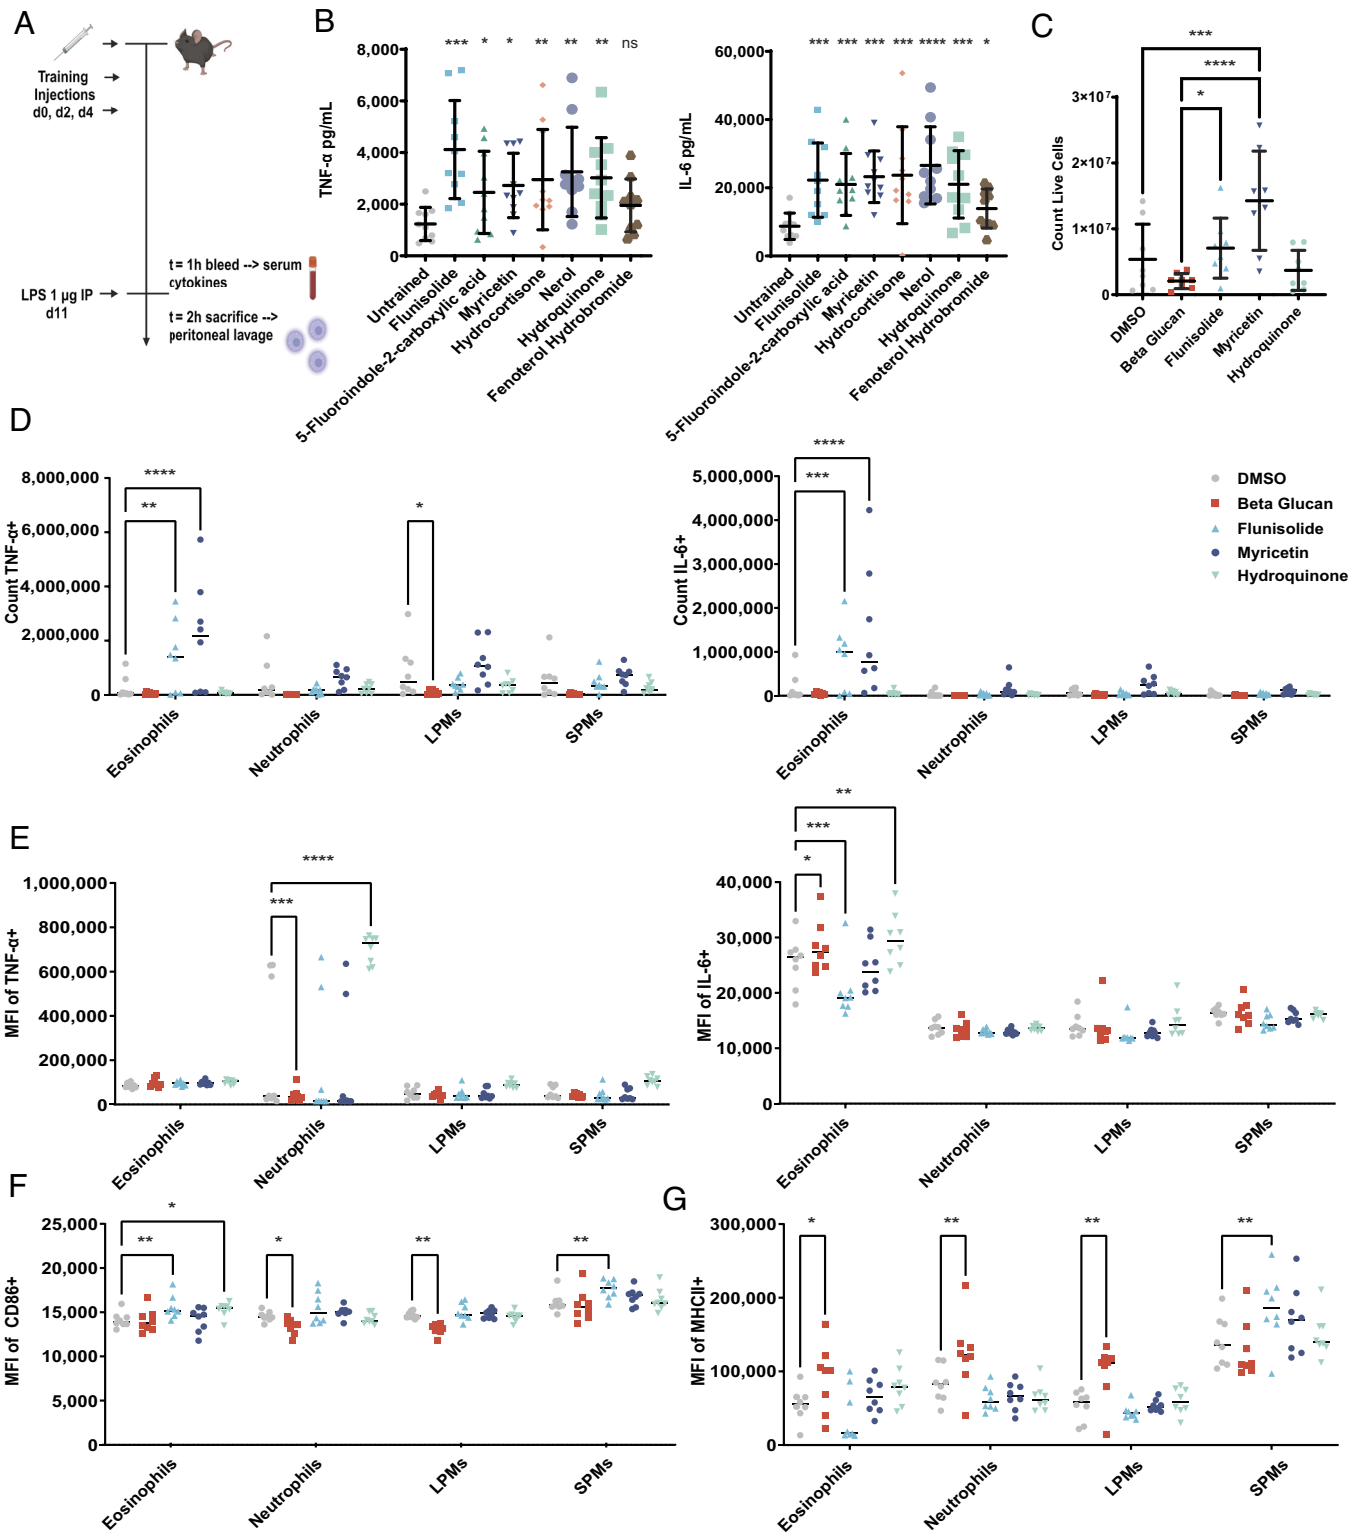 A
Training
Injections
d0, d2, d4
LPS 1 µg IP
d11
t = 1h bleed --> serum
cytokines
t = 2h sacrifice -->
peritoneal lavage
B
TNF-α pg/mL
8,000
6,000
4,000
2,000
0
*** * * ** ** ** ns
Untrained
Flunisolide
5-Fluoroindole-2-carboxylic acid
Myricetin
Hydrocortisone
Nerol
Hydroquinone
Fenoterol Hydrobromide
IL-6 pg/mL
60,000
40,000
20,000
0
*** *** *** *** **** *** *
Untrained
Flunisolide
5-Fluoroindole-2-carboxylic acid
Myricetin
Hydrocortisone
Nerol
Hydroquinone
Fenoterol Hydrobromide
C
***
****
*
Count Live Cells
3×10⁷
2×10⁷
1×10⁷
0
DMSO
Beta Glucan
Flunisolide
Myricetin
Hydroquinone
D
Count TNF-α+
8,000,000
6,000,000
4,000,000
2,000,000
0
****
**
*
Eosinophils
Neutrophils
LPMs
SPMs
Count IL-6+
5,000,000
4,000,000
3,000,000
2,000,000
1,000,000
0
****
***
Eosinophils
Neutrophils
LPMs
SPMs
DMSO
Beta Glucan
Flunisolide
Myricetin
Hydroquinone
E
MFI of TNF-α+
1,000,000
800,000
600,000
400,000
200,000
0
****
***
Eosinophils
Neutrophils
LPMs
SPMs
MFI of IL-6+
40,000
30,000
20,000
10,000
0
**
***
*
Eosinophils
Neutrophils
LPMs
SPMs
F
MFI of CD86+
25,000
20,000
15,000
10,000
5,000
0
*
**
*
**
**
Eosinophils
Neutrophils
LPMs
SPMs
G
MFI of MHCII+
300,000
200,000
100,000
0
*
**
**
**
Eosinophils
Neutrophils
LPMs
SPMs